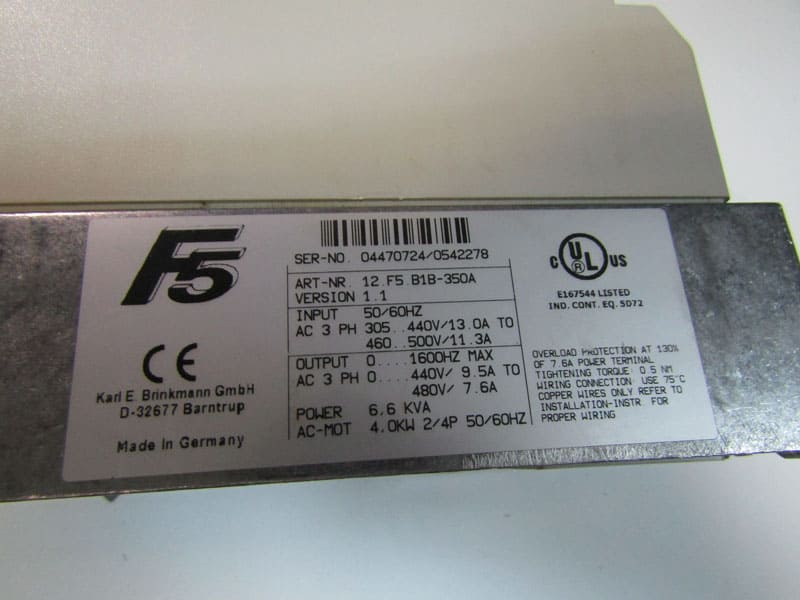 F5
SER-NO. 04470724/0542278
ART-NR. 12.F5.B1B-350A
VERSION 1.1
INPUT 50/60HZ
AC 3 PH 305..440V/13.0A TO
460..500V/11.3A
OUTPUT 0....1600HZ MAX
AC 3 PH 0....440V/ 9.5A TO
480V/ 7.6A
POWER 6,6 KVA
AC-MOT 4.0KW 2/4P 50/60HZ
CE
Karl E. Brinkmann GmbH
D-32677 Barntrup
Made in Germany
C UL ® US
E167544 LISTED
IND. CONT. EQ. 5D72
OVERLOAD PROTECTION AT 130%
OF 7.6A POWER TERMINAL
TIGHTENING TORQUE: 0.5 NM
WIRING CONNECTION USE 75°C
COPPER WIRES ONLY REFER TO
INSTALLATION-INSTR FOR
PROPER WIRING